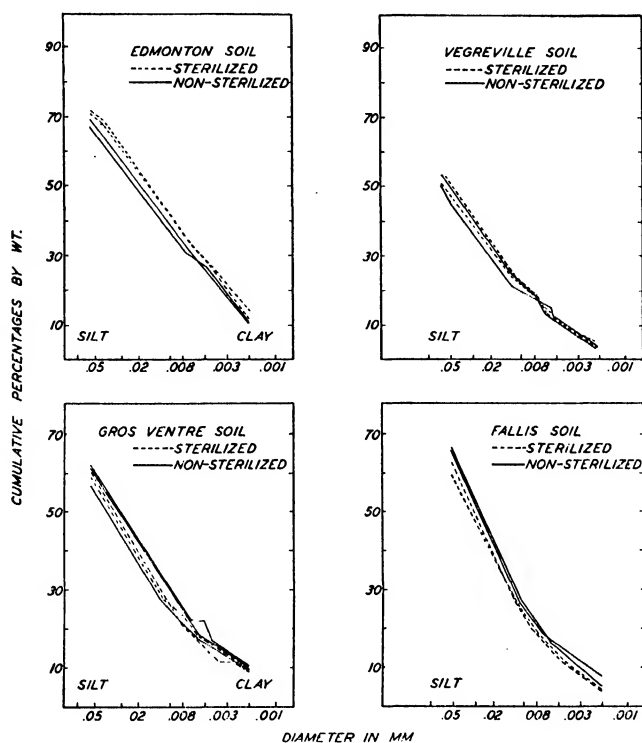 CUMULATIVE PERCENTAGES BY WT.
EDMONTON SOIL
STERILIZED
NON-STERILIZED
90
70
50
30
10
SILT
CLAY
.05 .02 .008 .003 .001
VEGREVILLE SOIL
STERILIZED
NON-STERILIZED
90
70
50
30
10
SILT
CLAY
.05 .02 .008 .003 .001
GROS VENTRE SOIL
STERILIZED
NON-STERILIZED
70
50
30
10
SILT
CLAY
.05 .02 .008 .003 .001
FALLIS SOIL
STERILIZED
NON-STERILIZED
70
50
30
10
SILT
.05 .02 .008 .003 .001
DIAMETER IN MM